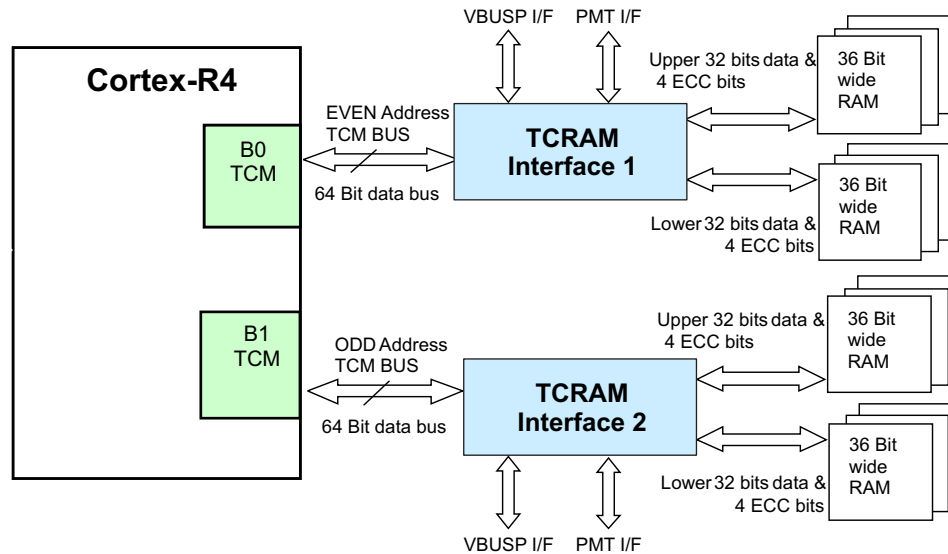 VBUSP I/F
PMT I/F
Cortex-R4
B0
TCM
EVEN Address
TCM BUS
64 Bit data bus
TCRAM
Interface 1
Upper 32 bits data &
4 ECC bits
36 Bit
wide
RAM
Lower 32 bits data &
4 ECC bits
36 Bit
wide
RAM
B1
TCM
ODD Address
TCM BUS
64 Bit data bus
TCRAM
Interface 2
Upper 32 bits data &
4 ECC bits
36 Bit
wide
RAM
Lower 32 bits data &
4 ECC bits
36 Bit
wide
RAM
VBUSP I/F
PMT I/F